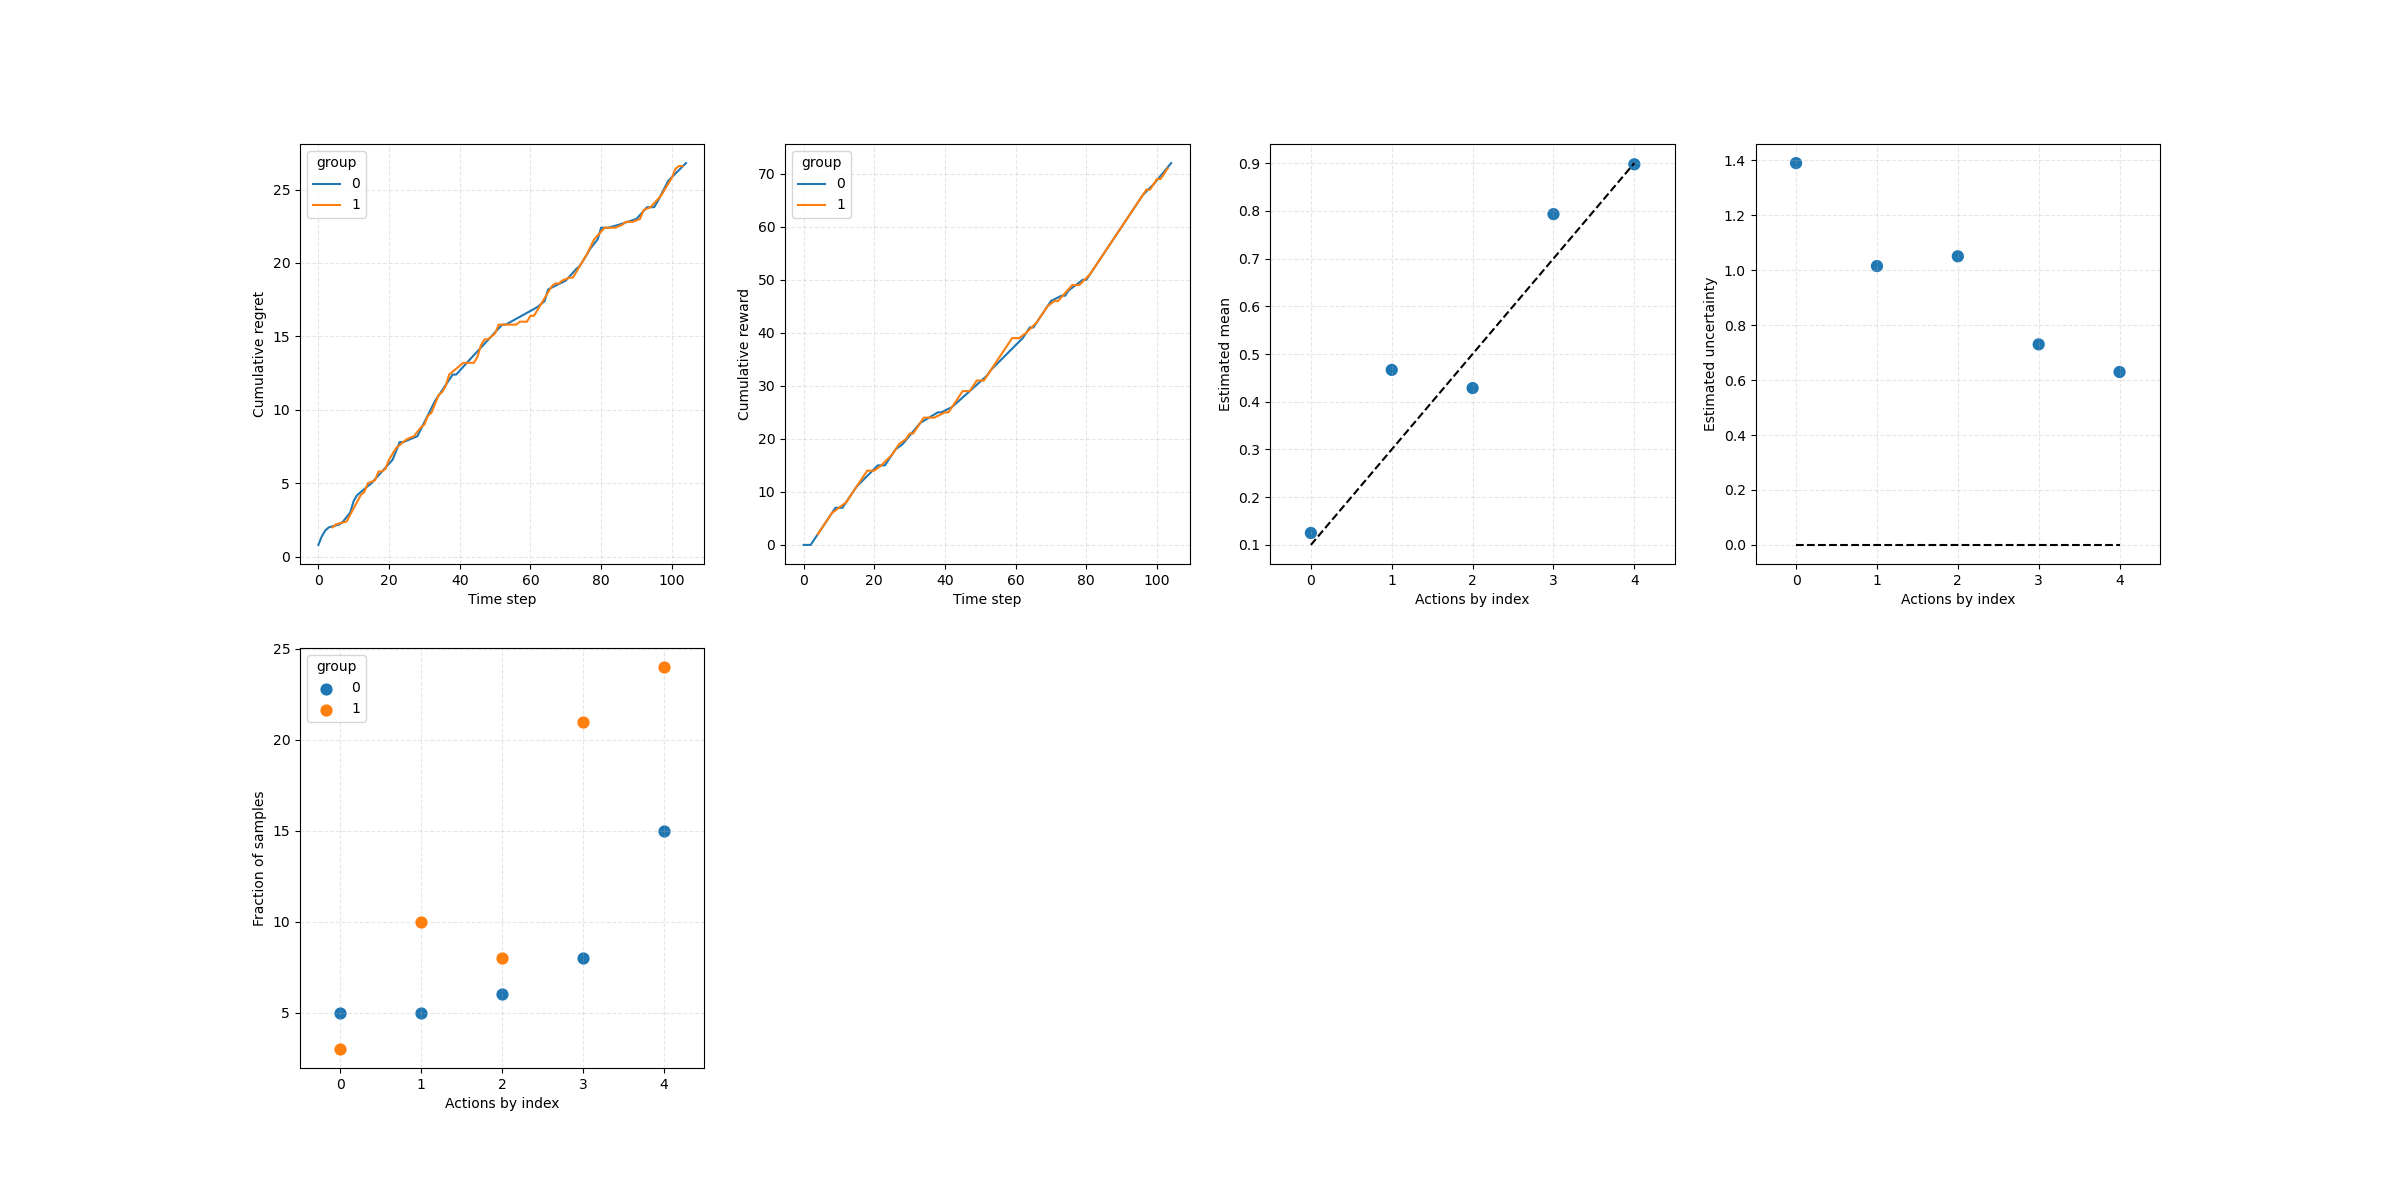 group
0
1
25
20
15
10
5
0
Cumulative regret
0 20 40 60 80 100
Time step
group
0
1
70
60
50
40
30
20
10
0
Cumulative reward
0 20 40 60 80 100
Time step
0.9
0.8
0.7
0.6
0.5
0.4
0.3
0.2
0.1
Estimated mean
0 1 2 3 4
Actions by index
1.4
1.2
1.0
0.8
0.6
0.4
0.2
0.0
Estimated uncertainty
0 1 2 3 4
Actions by index
group
0
1
25
20
15
10
5
Fraction of samples
0 1 2 3 4
Actions by index